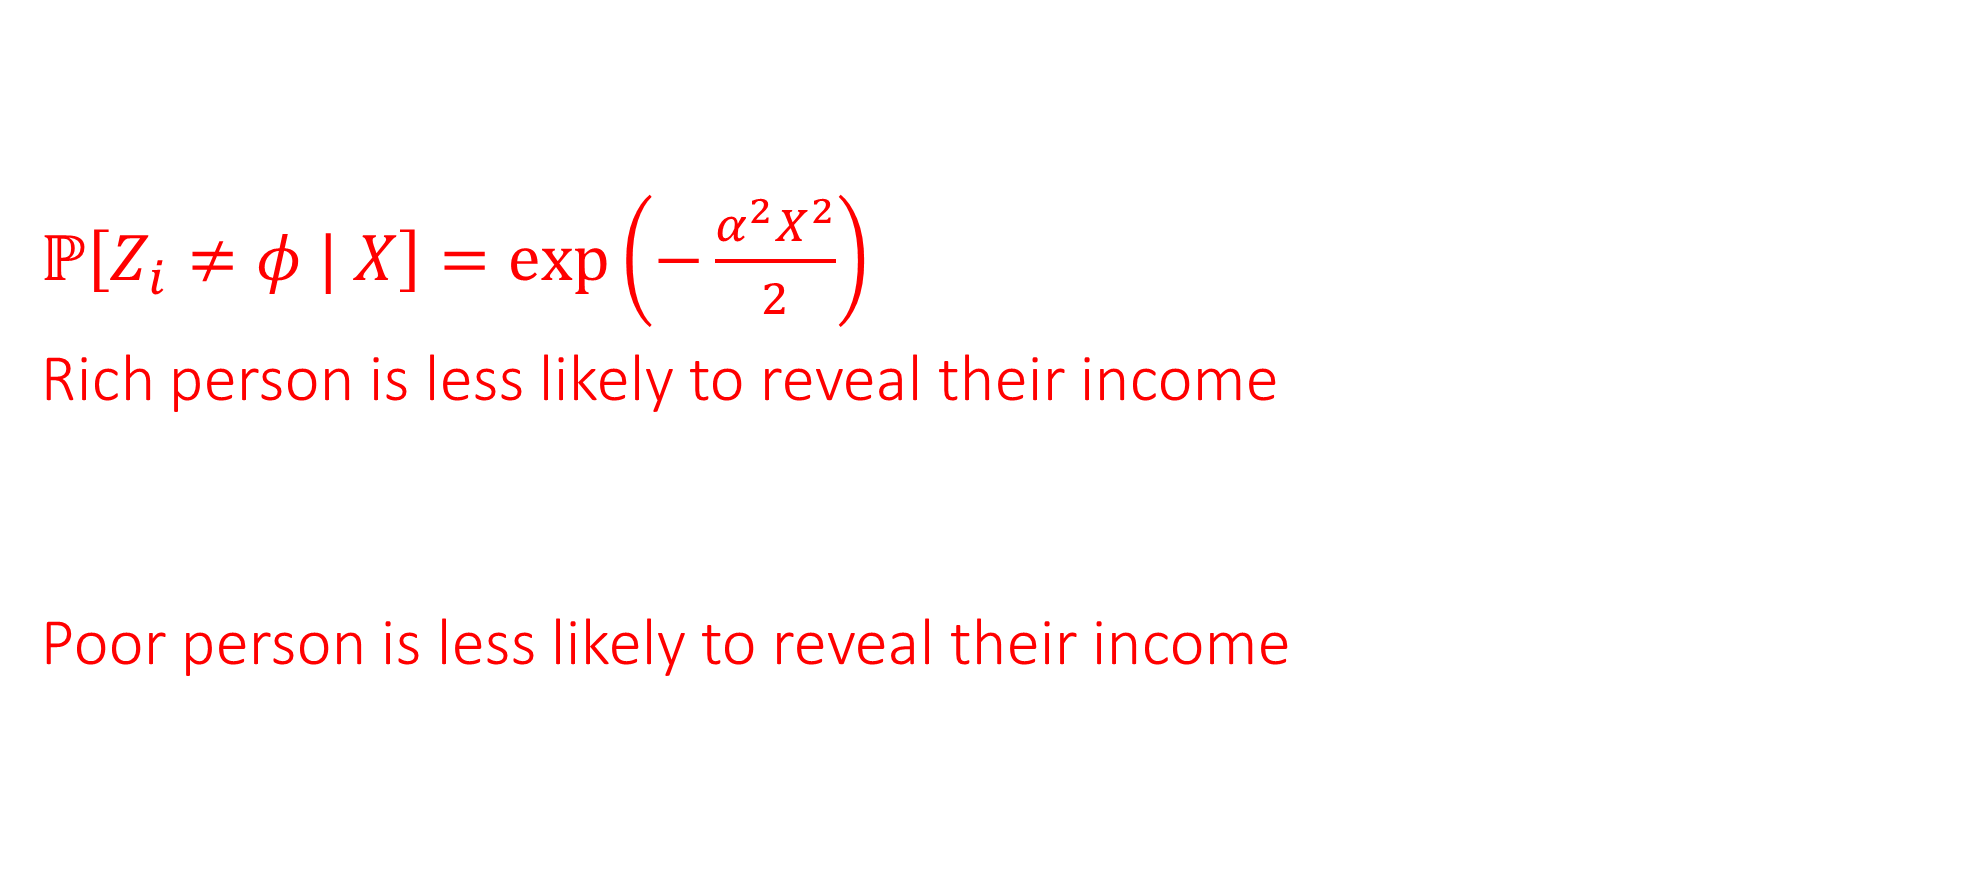 ℙ[Zᵢ ≠ ϕ | X] = exp(−α²X²/2)
Rich person is less likely to reveal their income
Poor person is less likely to reveal their income